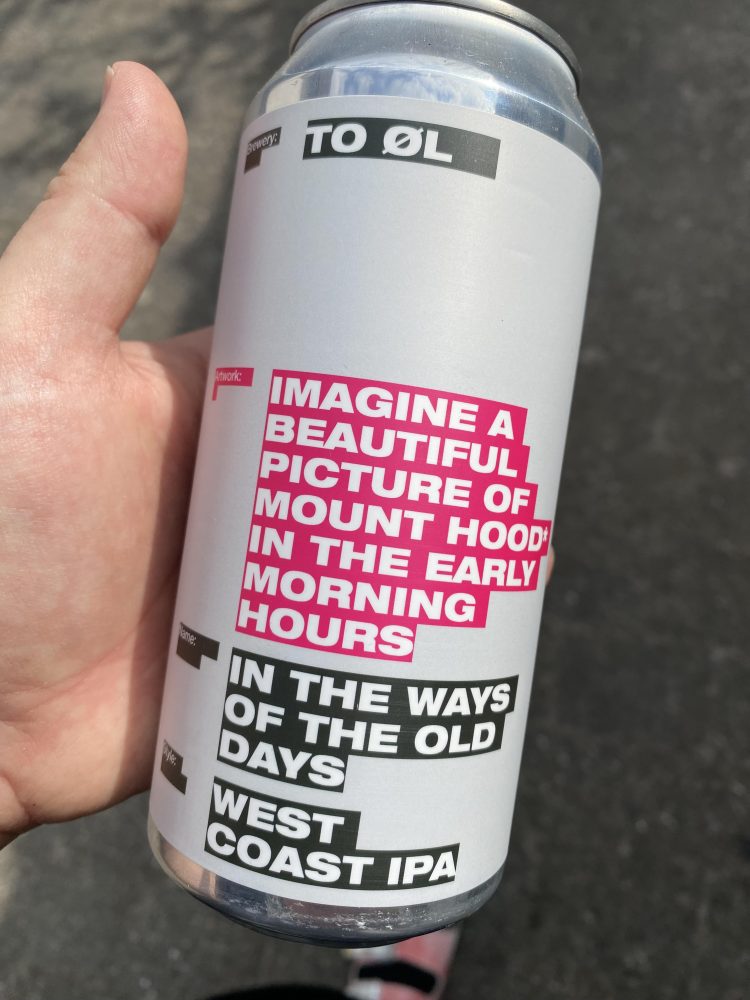 Brewery:
TO ØL
Artwork:
IMAGINE A
BEAUTIFUL
PICTURE OF
MOUNT HOOD*
IN THE EARLY
MORNING
HOURS
Name:
IN THE WAYS
OF THE OLD
DAYS
Style:
WEST
COAST IPA